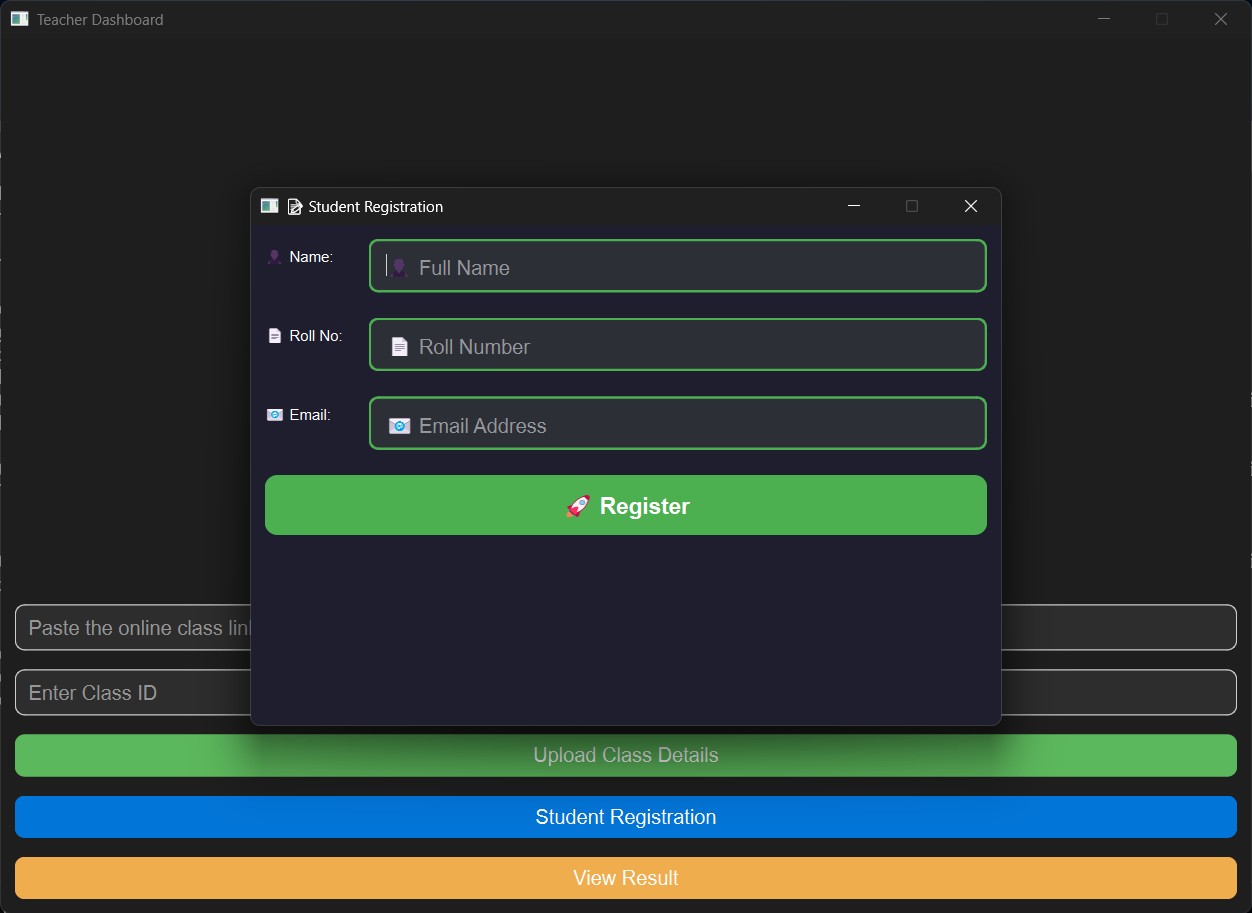 Teacher Dashboard
Student Registration
Name:
Full Name
Roll No:
Roll Number
Email:
Email Address
Register
Paste the online class lin
Enter Class ID
Upload Class Details
Student Registration
View Result